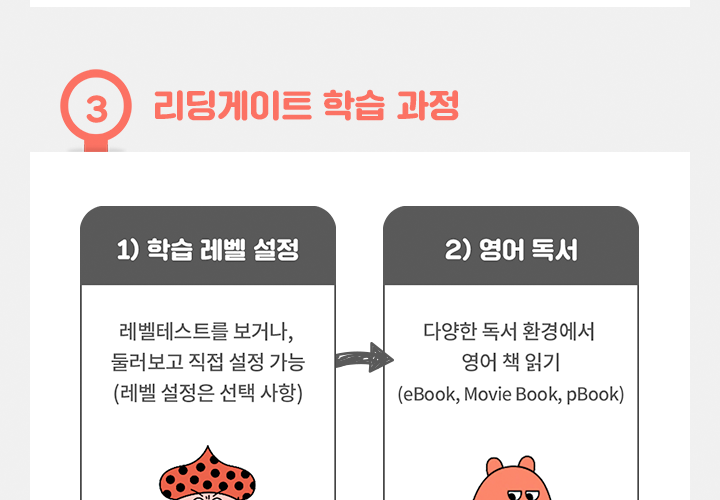 3 리딩게이트 학습 과정
1) 학습 레벨 설정
레벨테스트를 보거나,
둘러보고 직접 설정 가능
(레벨 설정은 선택 사항)
2) 영어 독서
다양한 독서 환경에서
영어 책 읽기
(eBook, Movie Book, pBook)